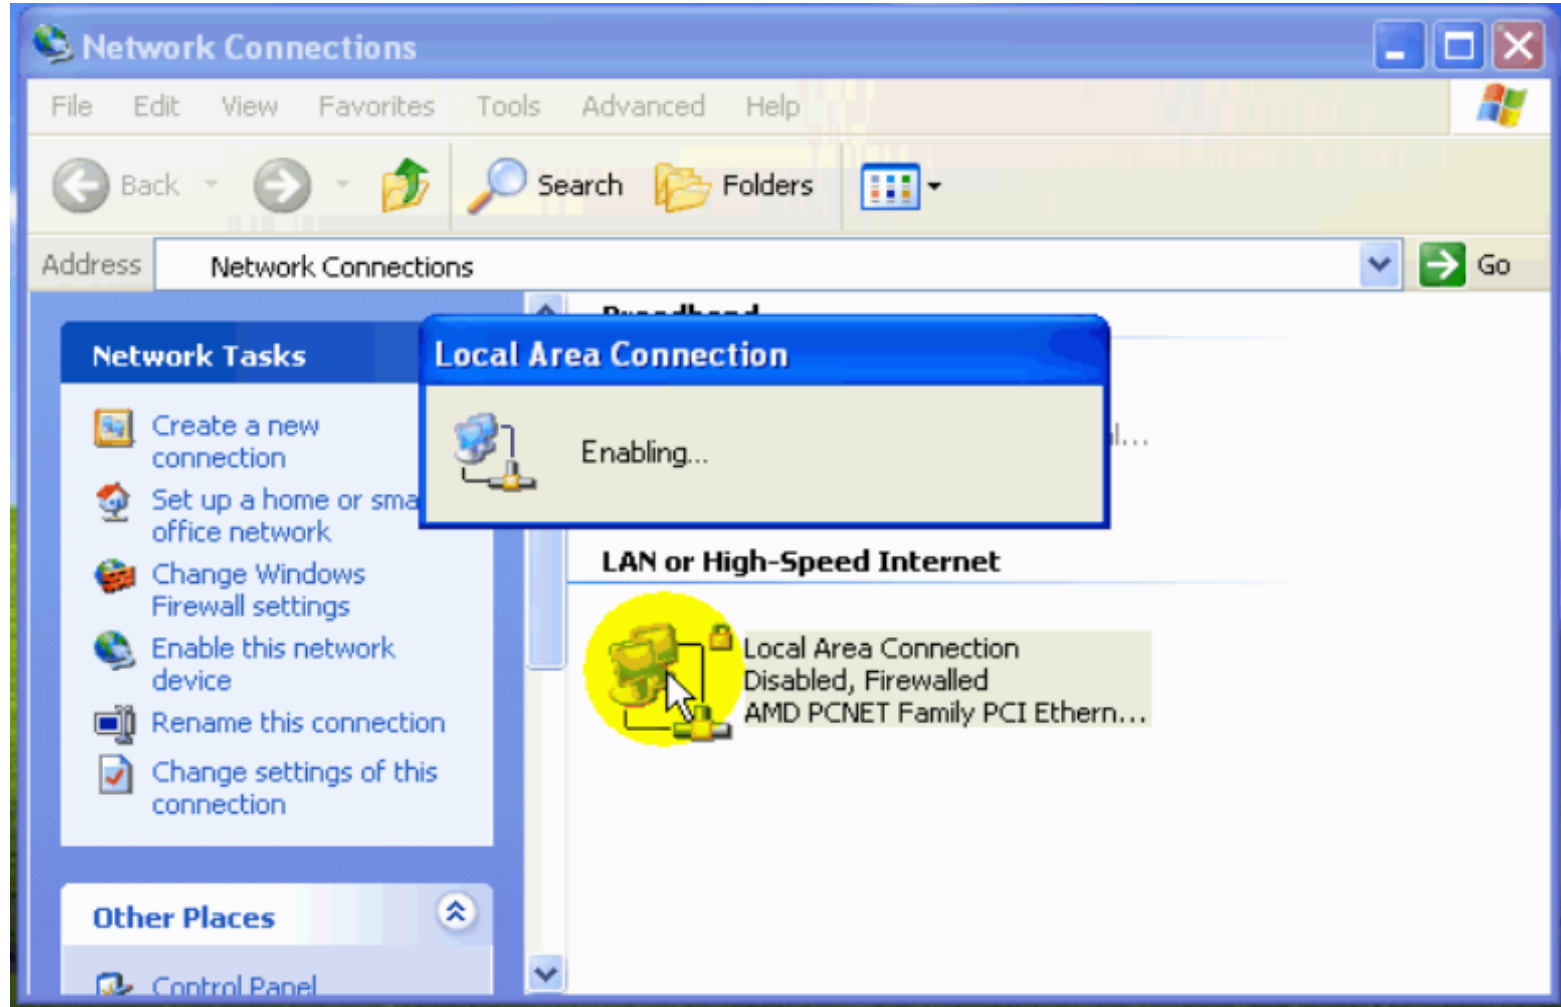 Network Connections
File Edit View Favorites Tools Advanced Help
Back Search Folders
Address Network Connections Go
Broadband
Network Tasks
Local Area Connection
Enabling...
Create a new
connection
Set up a home or sma
office network
Change Windows
Firewall settings
Enable this network
device
Rename this connection
Change settings of this
connection
Other Places
Control Panel
LAN or High-Speed Internet
Local Area Connection
Disabled, Firewalled
AMD PCNET Family PCI Ethern...